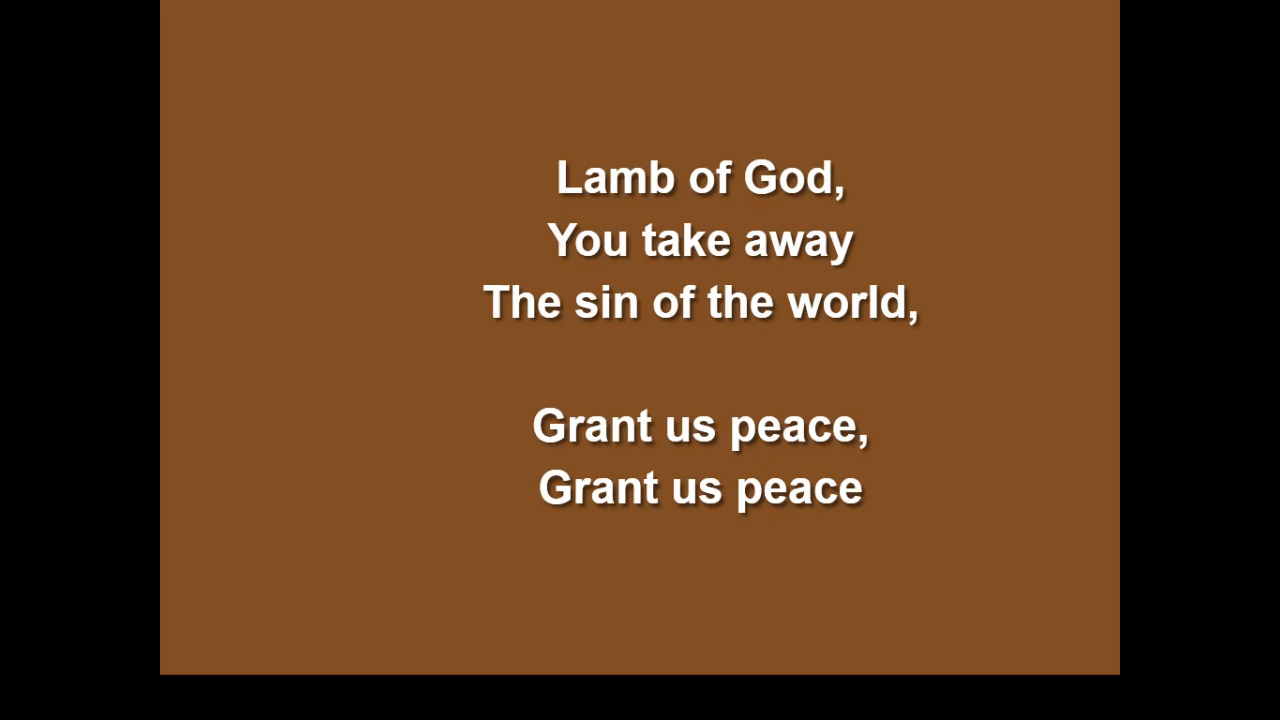 Lamb of God,
You take away
The sin of the world,
Grant us peace,
Grant us peace